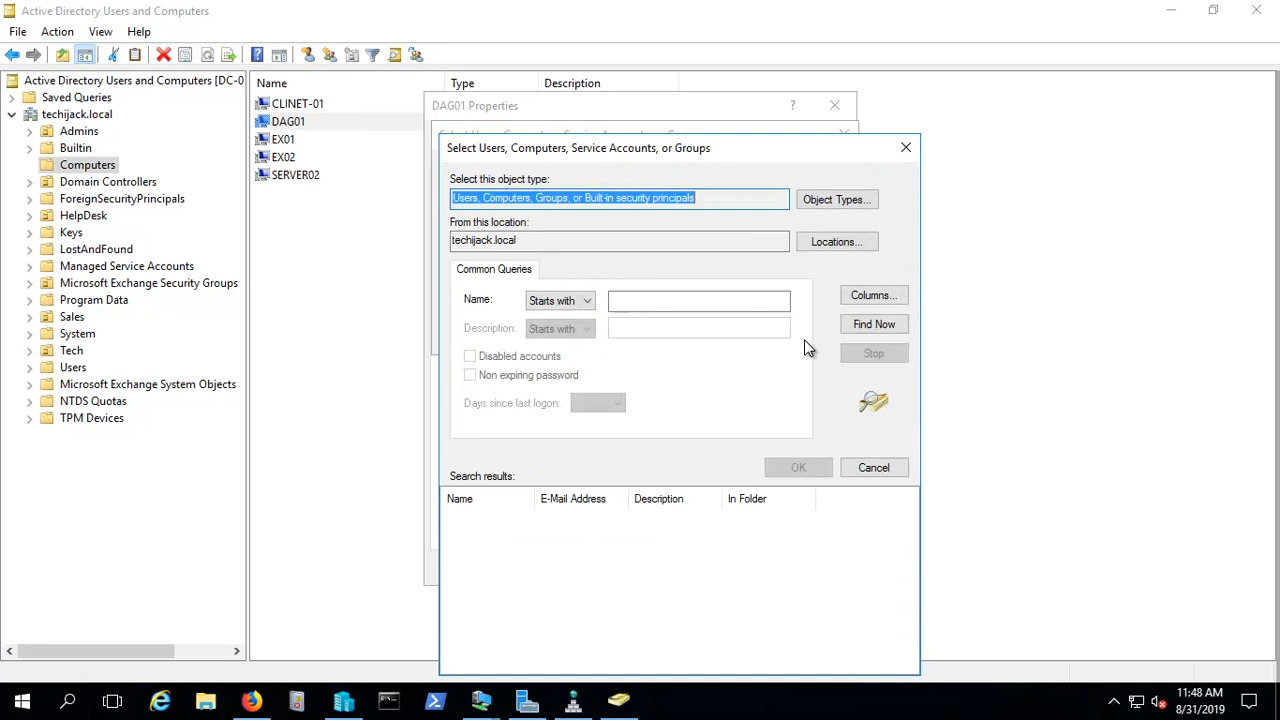 Active Directory Users and Computers
File Action View Help
Active Directory Users and Computers [DC-0
Saved Queries
techijack.local
Admins
Builtin
Computers
Domain Controllers
ForeignSecurityPrincipals
HelpDesk
Keys
LostAndFound
Managed Service Accounts
Microsoft Exchange Security Groups
Program Data
Sales
System
Tech
Users
Microsoft Exchange System Objects
NTDS Quotas
TPM Devices
Name Type Description
CLINET-01
DAG01
EX01
EX02
SERVER02
DAG01 Properties
Select Users, Computers, Service Accounts, or Groups
Select this object type:
Users, Computers, Groups, or Built-in security principals
Object Types...
From this location:
techijack.local
Locations...
Common Queries
Name: Starts with
Description: Starts with
Disabled accounts
Non expiring password
Days since last logon:
Columns...
Find Now
Stop
OK
Cancel
Search results:
Name E-Mail Address Description In Folder
11:48 AM
8/31/2019